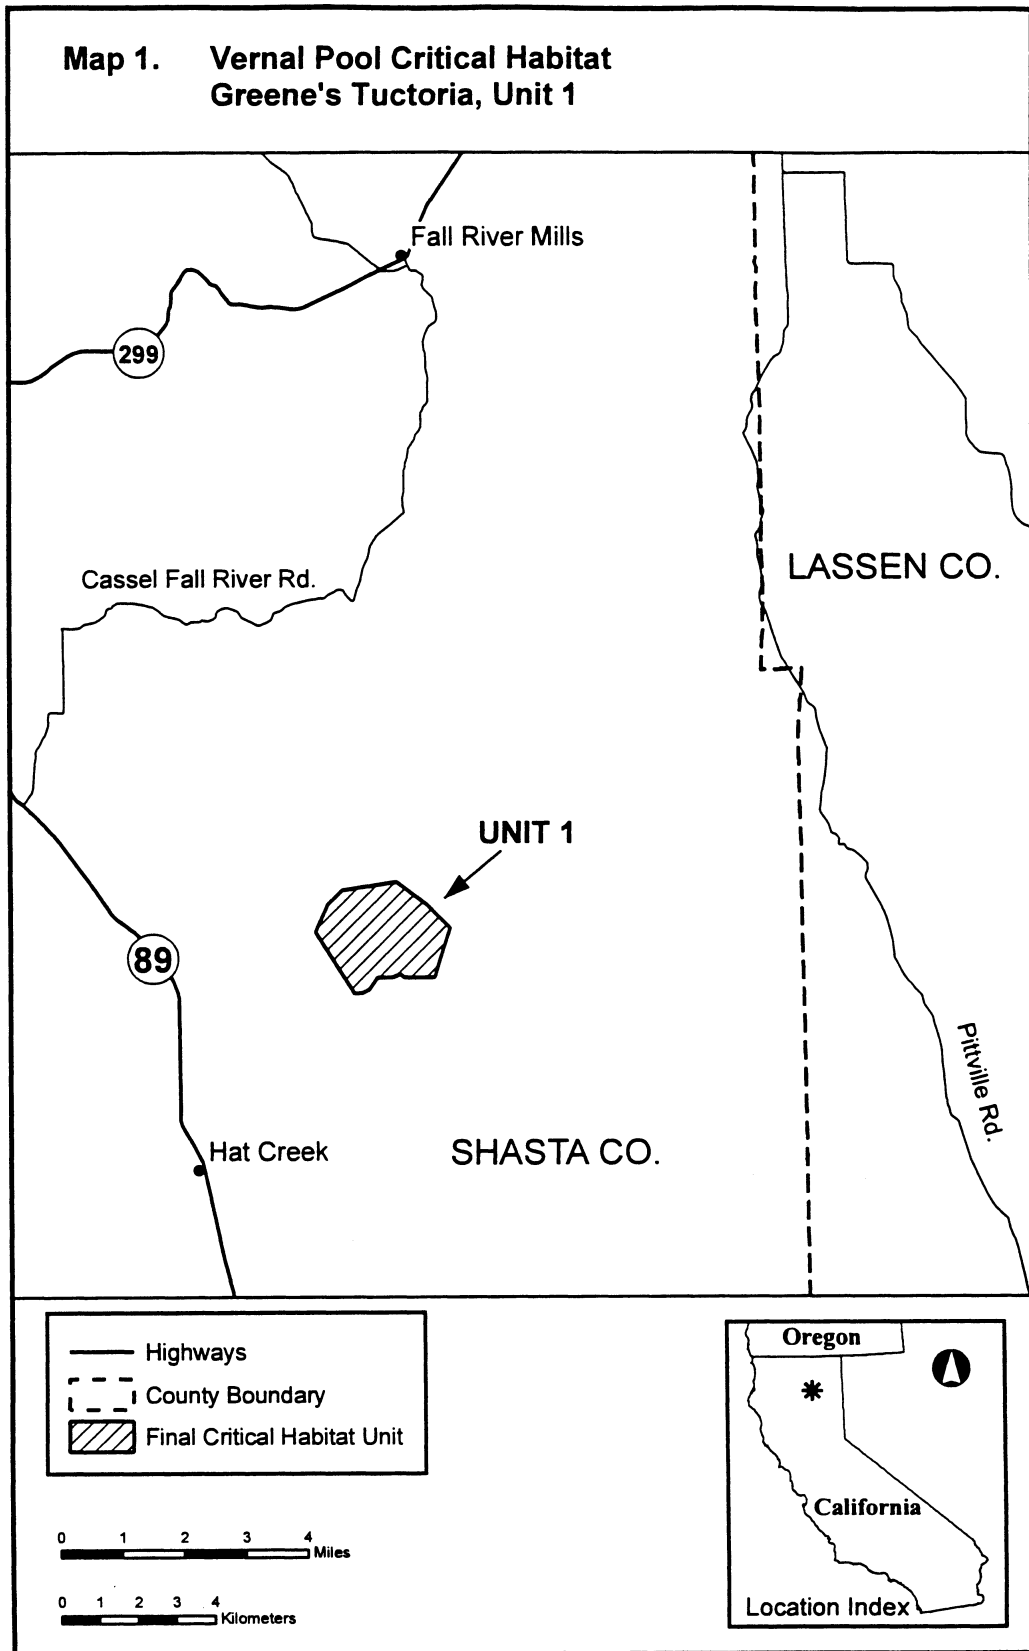 Map 1. Vernal Pool Critical Habitat
Greene's Tuctoria, Unit 1
Fall River Mills
299
Cassel Fall River Rd.
LASSEN CO.
UNIT 1
89
Pittville Rd.
Hat Creek
SHASTA CO.
Highways
County Boundary
Final Critical Habitat Unit
0 1 2 3 4
Miles
0 1 2 3 4
Kilometers
Oregon
California
Location Index